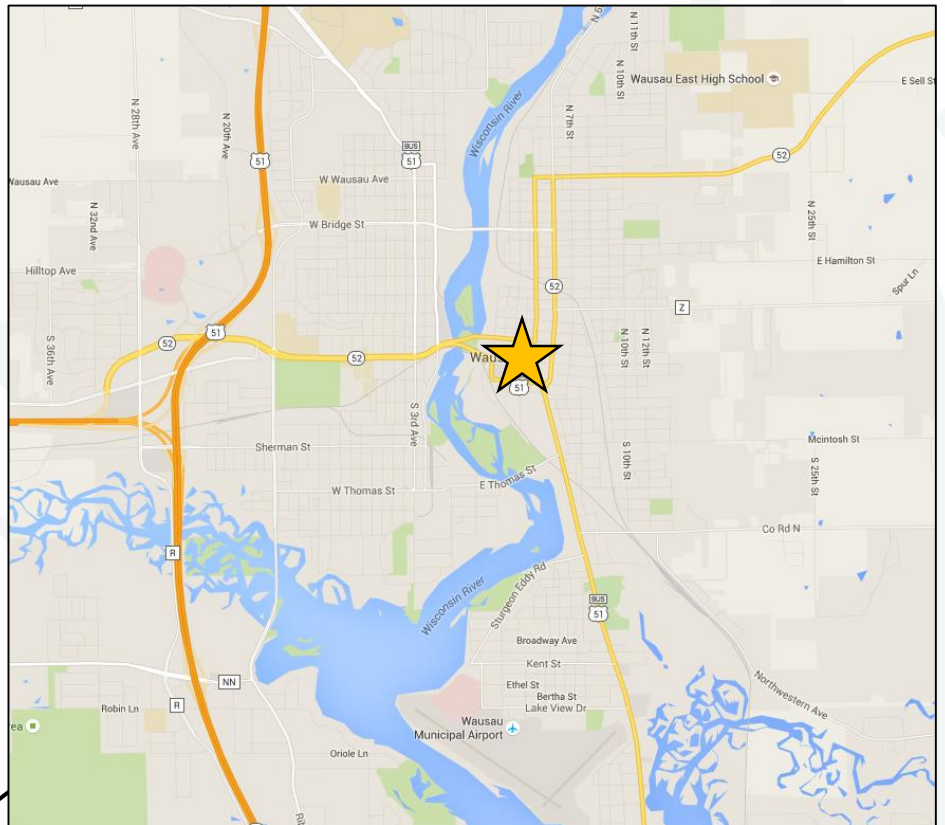 N 6
N 11th St
N 10th St
Wausau East High School
E Sell St
N 28th Ave
N 20th Ave
Wisconsin River
N 7th St
BUS
51
51
52
Wausau Ave
W Wausau Ave
N 32nd Ave
N 25th St
W Bridge St
E Hamilton St
Hilltop Ave
Spur Ln
52
Z
51
52
52
S 36th Ave
Waus
N 10th St
N 12th St
51
S 3rd Ave
Sherman St
S 10th St
Mcintosh St
S 25th St
E Thomas St
W Thomas St
Co Rd N
R
Wisconsin River
Sturgeon Eddy Rd
BUS
51
Broadway Ave
Kent St
NN
Ethel St
Bertha St
Lake View Dr
Northwestern Ave
Robin Ln
R
Wausau
Municipal Airport
Oriole Ln